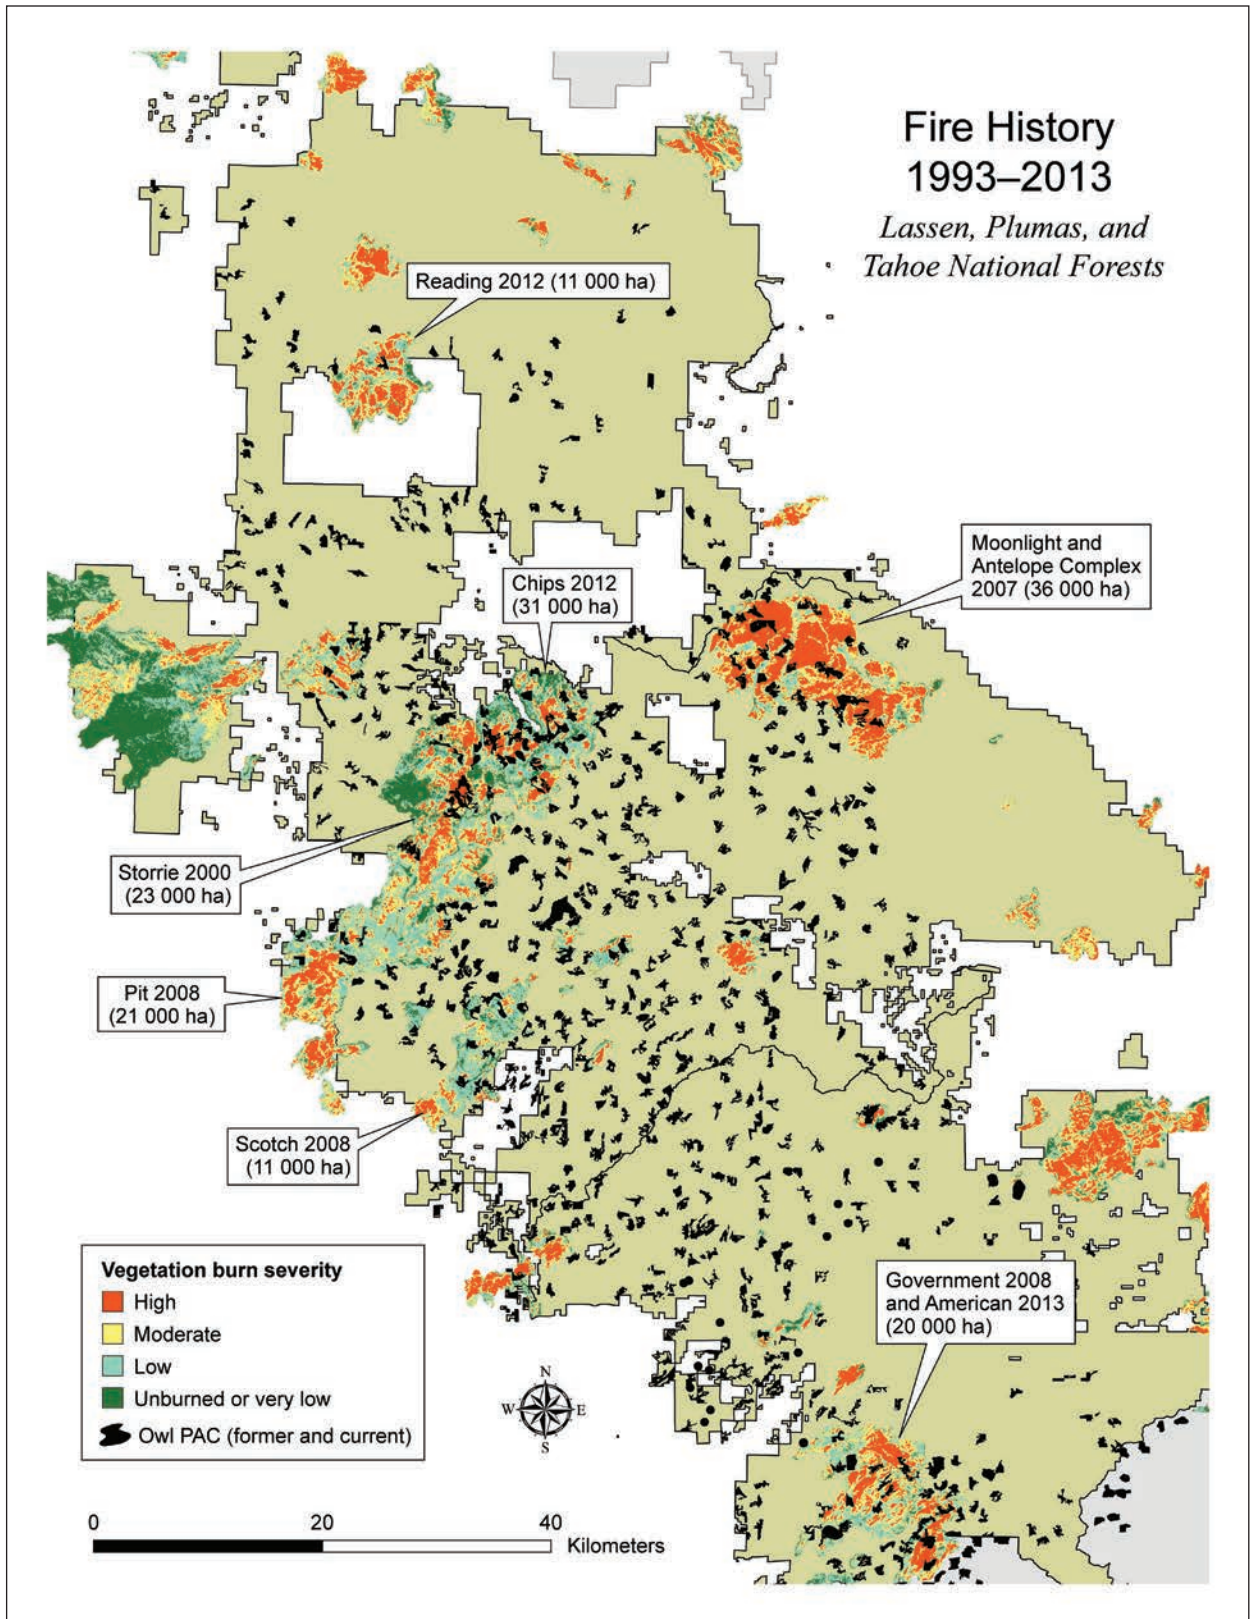 Fire History
1993–2013
Lassen, Plumas, and
Tahoe National Forests
Reading 2012 (11 000 ha)
Moonlight and
Antelope Complex
2007 (36 000 ha)
Chips 2012
(31 000 ha)
Storrie 2000
(23 000 ha)
Pit 2008
(21 000 ha)
Scotch 2008
(11 000 ha)
Government 2008
and American 2013
(20 000 ha)
Vegetation burn severity
High
Moderate
Low
Unburned or very low
Owl PAC (former and current)
N
W E
S
0 20 40 Kilometers